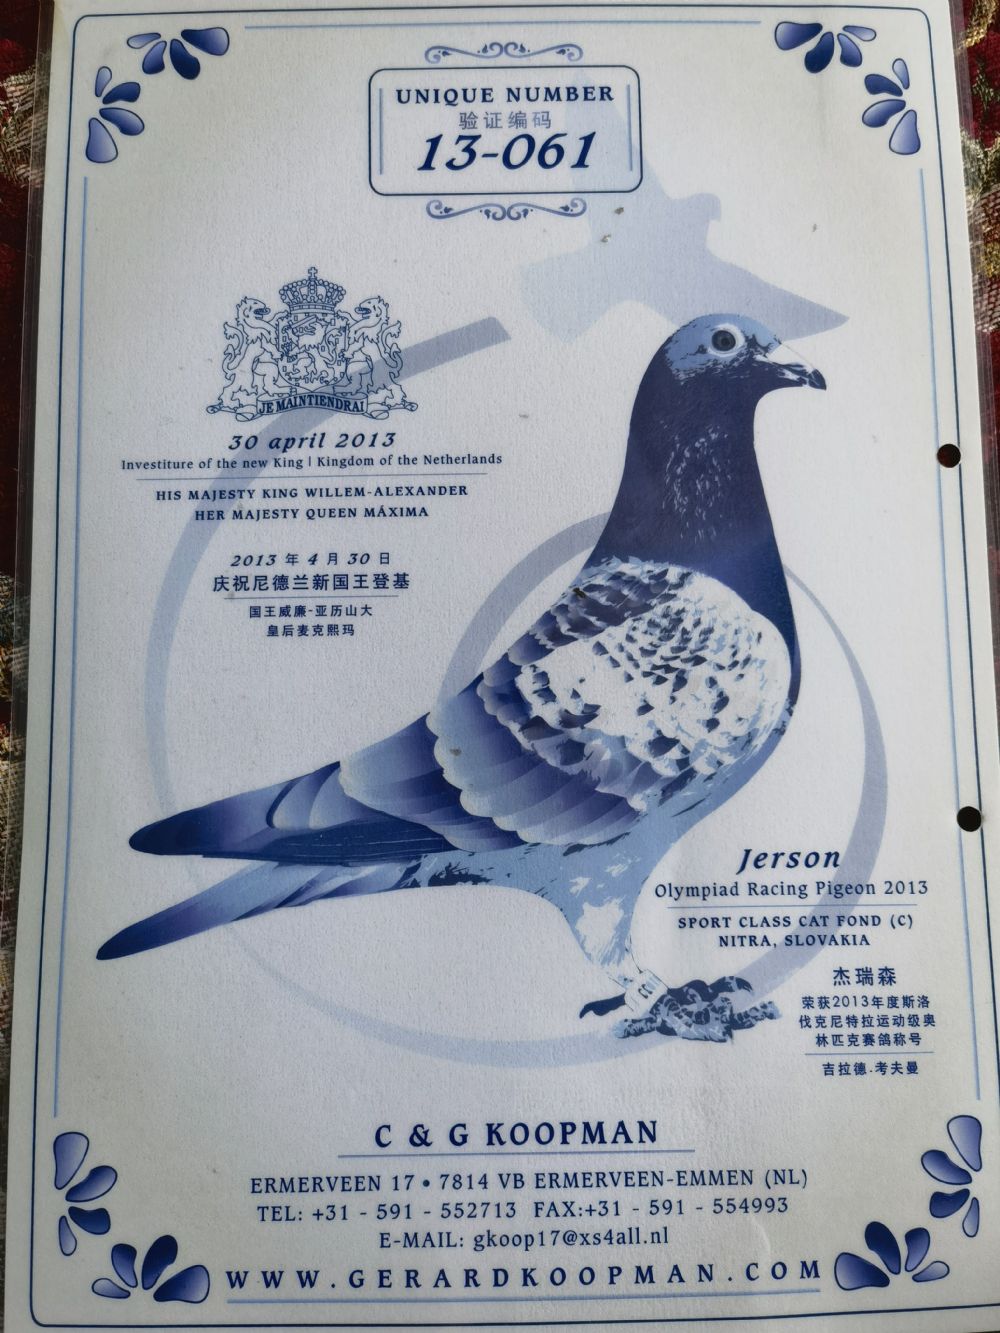 UNIQUE NUMBER
验证编码
13-061
JE MAINTIENDRAI
30 april 2013
Investiture of the new King | Kingdom of the Netherlands
HIS MAJESTY KING WILLEM-ALEXANDER
HER MAJESTY QUEEN MÁXIMA
2013 年 4 月 30 日
庆祝尼德兰新国王登基
国王威廉-亚历山大
皇后麦克熙玛
Jerson
Olympiad Racing Pigeon 2013
SPORT CLASS CAT FOND (C)
NITRA, SLOVAKIA
杰瑞森
荣获2013年度斯洛
伐克尼特拉运动级奥
林匹克赛鸽称号
吉拉德-考夫曼
C & G KOOPMAN
ERMERVEEN 17 • 7814 VB ERMERVEEN-EMMEN (NL)
TEL: +31 - 591 - 552713 FAX:+31 - 591 - 554993
E-MAIL: gkoop17@xs4all.nl
WWW.GERARDKOOPMAN.COM